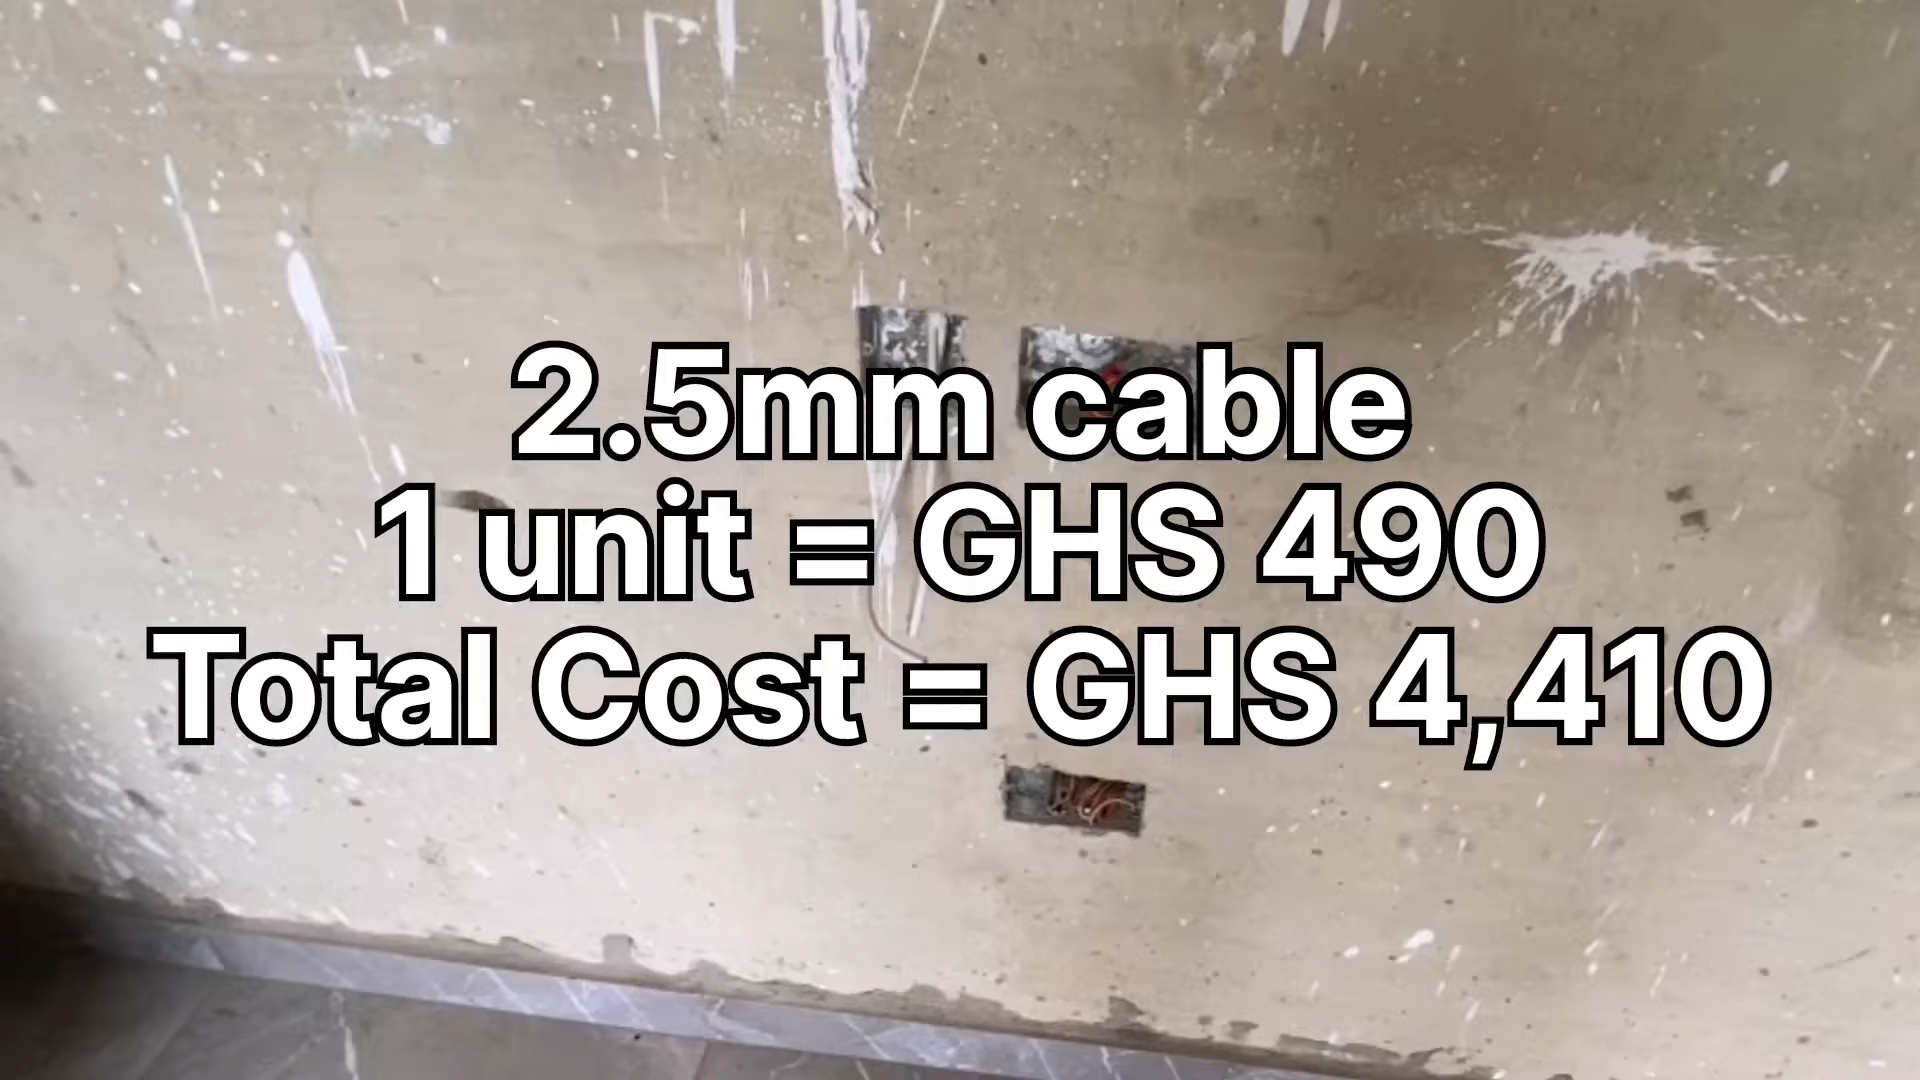 2.5mm cable
1 unit = GHS 490
Total Cost = GHS 4,410